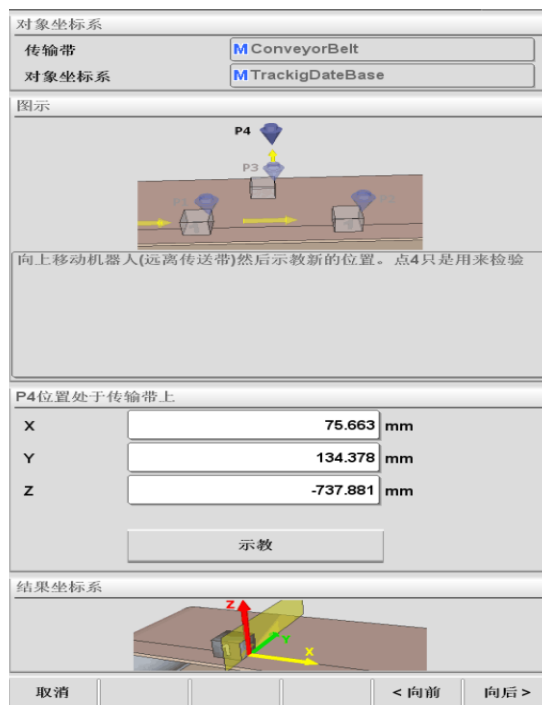 对象坐标系
传输带 M ConveyorBelt
对象坐标系 M TrackigDateBase
图示
P4
P3
P1
P2
向上移动机器人(远离传送带)然后示教新的位置。点4只是用来检验
P4位置处于传输带上
X 75.663 mm
Y 134.378 mm
Z -737.881 mm
示教
结果坐标系
Z
Y
X
取消 < 向前 向后 >